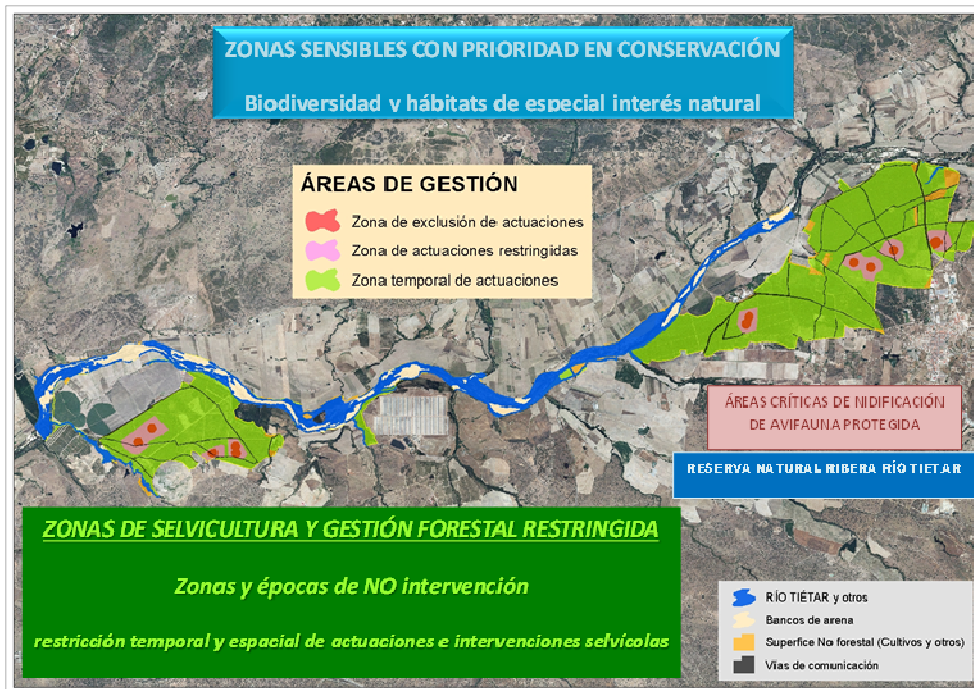 ZONAS SENSIBLES CON PRIORIDAD EN CONSERVACIÓN
Biodiversidad y hábitats de especial interés natural
ÁREAS DE GESTIÓN
Zona de exclusión de actuaciones
Zona de actuaciones restringidas
Zona temporal de actuaciones
ÁREAS CRÍTICAS DE NIDIFICACIÓN
DE AVIFAUNA PROTEGIDA
RESERVA NATURAL RIBERA RÍO TIETAR
ZONAS DE SELVICULTURA Y GESTIÓN FORESTAL RESTRINGIDA
Zonas y épocas de NO intervención
restricción temporal y espacial de actuaciones e intervenciones selvícolas
RÍO TIÉTAR y otros
Bancos de arena
Superfice No forestal (Cultivos y otros)
Vías de comunicación